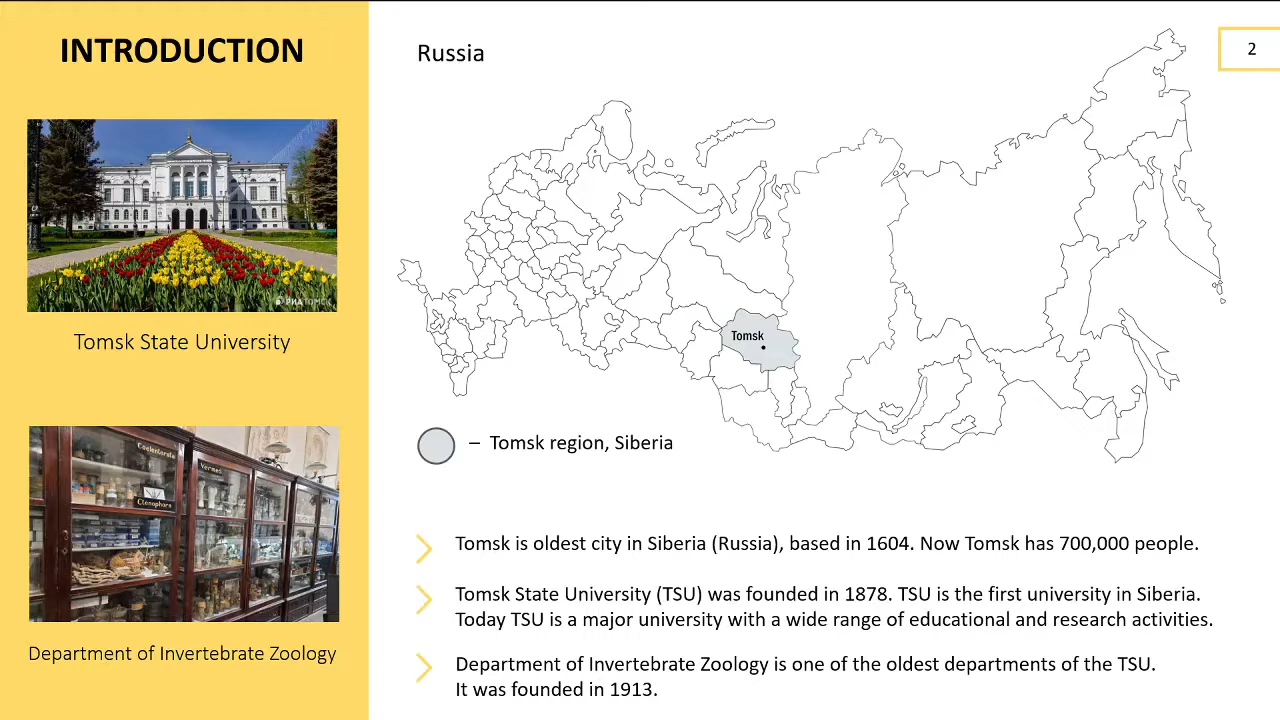 INTRODUCTION
РИАТОМСК
Tomsk State University
Coelenterata
Vermes
Ctenophora
Department of Invertebrate Zoology
Russia
2
Tomsk
– Tomsk region, Siberia
Tomsk is oldest city in Siberia (Russia), based in 1604. Now Tomsk has 700,000 people.
Tomsk State University (TSU) was founded in 1878. TSU is the first university in Siberia.
Today TSU is a major university with a wide range of educational and research activities.
Department of Invertebrate Zoology is one of the oldest departments of the TSU.
It was founded in 1913.